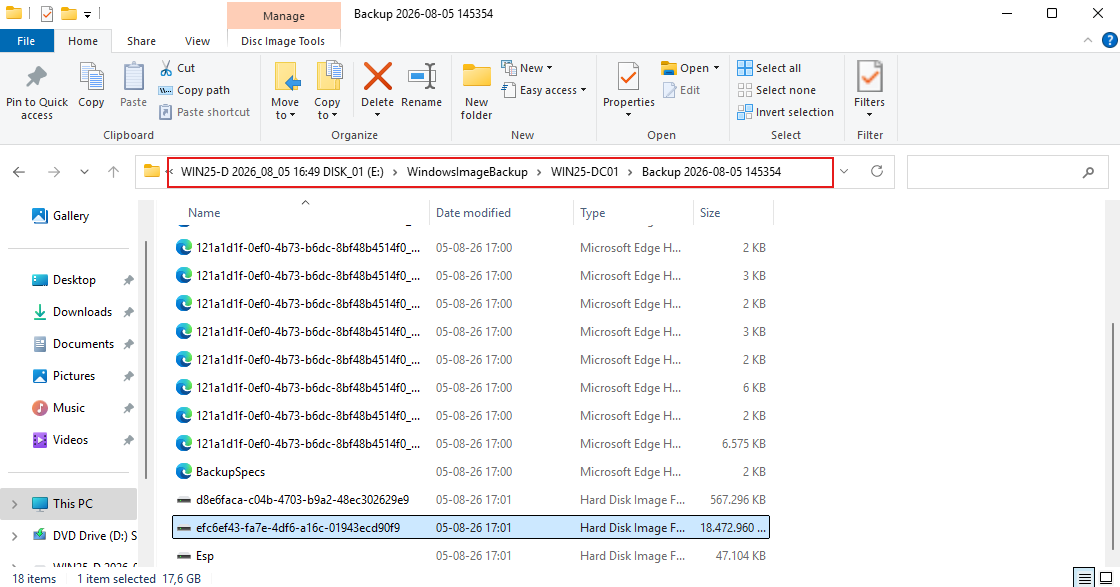 Manage
Backup 2026-08-05 145354
File
Home
Share
View
Disc Image Tools
Pin to Quick access
Copy
Paste
Cut
Copy path
Paste shortcut
Clipboard
Move to
Copy to
Delete
Rename
Organize
New folder
New
Easy access
New
Properties
Open
Edit
Open
Select all
Select none
Invert selection
Select
Filters
Filter
« WIN25-D 2026_08_05 16:49 DISK_01 (E:) > WindowsImageBackup > WIN25-DC01 > Backup 2026-08-05 145354
Gallery
Desktop
Downloads
Documents
Pictures
Music
Videos
This PC
DVD Drive (D:) S
Name Date modified Type Size
121a1d1f-0ef0-4b73-b6dc-8bf48b4514f0_... 05-08-26 17:00 Microsoft Edge H... 2 KB
121a1d1f-0ef0-4b73-b6dc-8bf48b4514f0_... 05-08-26 17:00 Microsoft Edge H... 3 KB
121a1d1f-0ef0-4b73-b6dc-8bf48b4514f0_... 05-08-26 17:00 Microsoft Edge H... 2 KB
121a1d1f-0ef0-4b73-b6dc-8bf48b4514f0_... 05-08-26 17:00 Microsoft Edge H... 3 KB
121a1d1f-0ef0-4b73-b6dc-8bf48b4514f0_... 05-08-26 17:00 Microsoft Edge H... 2 KB
121a1d1f-0ef0-4b73-b6dc-8bf48b4514f0_... 05-08-26 17:00 Microsoft Edge H... 6 KB
121a1d1f-0ef0-4b73-b6dc-8bf48b4514f0_... 05-08-26 17:00 Microsoft Edge H... 2 KB
121a1d1f-0ef0-4b73-b6dc-8bf48b4514f0_... 05-08-26 17:00 Microsoft Edge H... 6.575 KB
BackupSpecs 05-08-26 17:00 Microsoft Edge H... 2 KB
d8e6faca-c04b-4703-b9a2-48ec302629e9 05-08-26 17:01 Hard Disk Image F... 567.296 KB
efc6ef43-fa7e-4df6-a16c-01943ecd90f9 05-08-26 17:01 Hard Disk Image F... 18.472.960 ...
Esp 05-08-26 17:01 Hard Disk Image F... 47.104 KB
18 items 1 item selected 17,6 GB